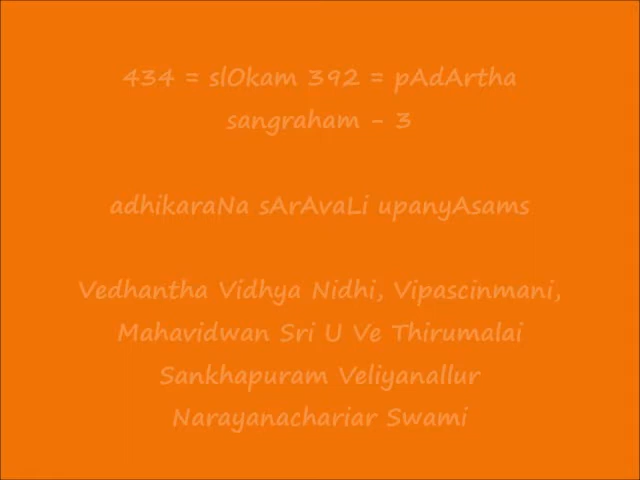 434 = slOkam 392 = pAdArtha
sangraham - 3
adhikaraNa sArAvaLi upanyAsams
Vedhantha Vidhya Nidhi, Vipascinmani,
Mahavidwan Sri U Ve Thirumalai
Sankhapuram Veliyanallur
Narayanachariar Swami